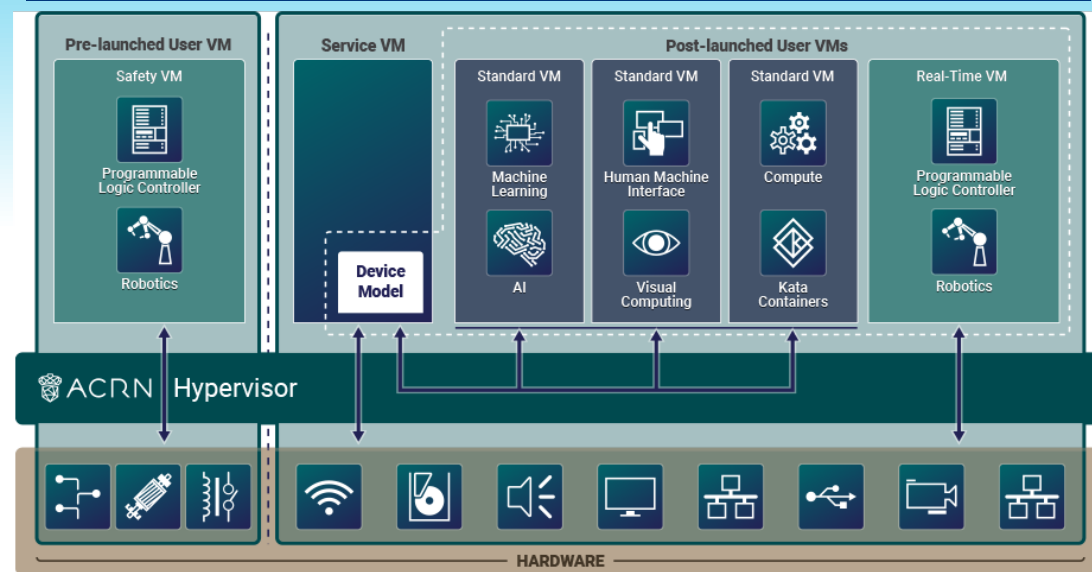 Pre-launched User VM
Safety VM
Programmable
Logic Controller
Robotics
Service VM
Device
Model
Post-launched User VMs
Standard VM
Machine
Learning
AI
Standard VM
Human Machine
Interface
Visual
Computing
Standard VM
Compute
Kata
Containers
Real-Time VM
Programmable
Logic Controller
Robotics
ACRN Hypervisor
HARDWARE